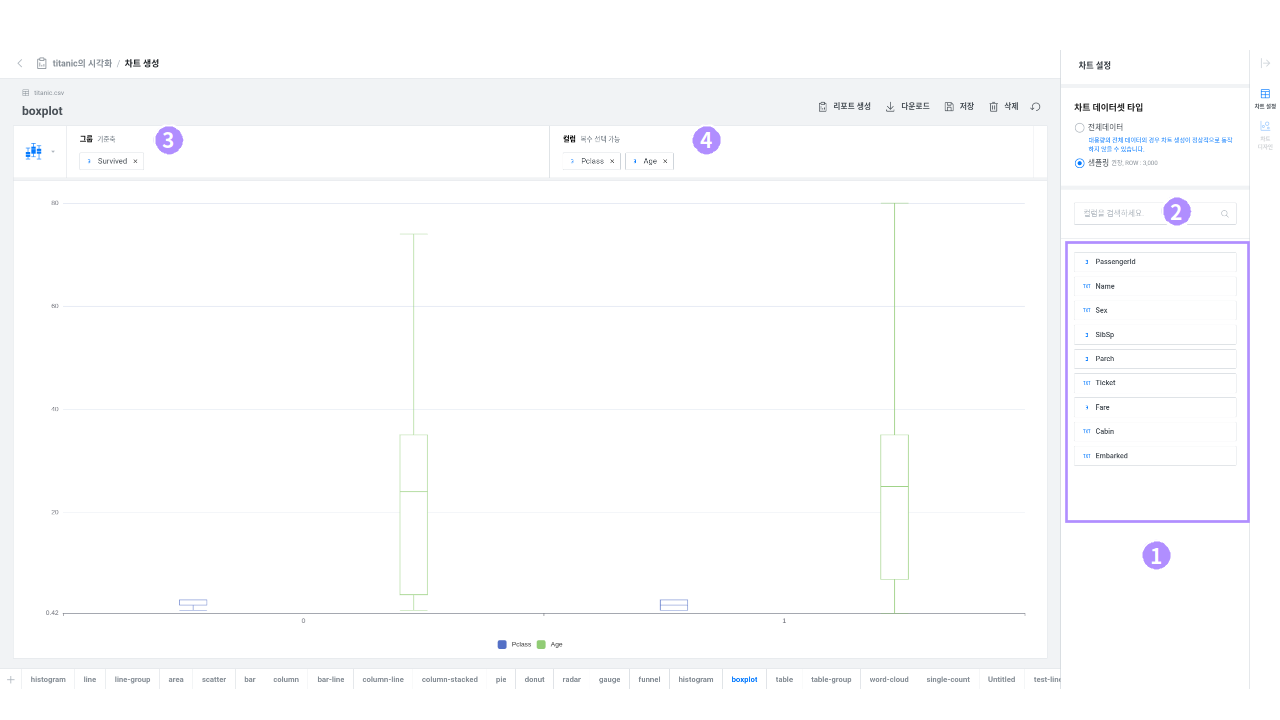 titanic의 시각화 / 차트 생성
titanic.csv
boxplot
리포트 생성
다운로드
저장
삭제
그룹 기준축
3
Survived ×
컬럼 복수 선택 가능
4
Pclass ×
Age ×
80
60
40
20
0.42
0
1
Pclass
Age
histogram
line
line-group
area
scatter
bar
column
bar-line
column-line
column-stacked
pie
donut
radar
gauge
funnel
histogram
boxplot
table
table-group
word-cloud
single-count
Untitled
test-line
차트 설정
차트 데이터셋 타입
전체데이터
대용량의 전체 데이터의 경우 차트 생성이 정상적으로 동작
하지 않을 수 있습니다.
샘플링 권장 ROW : 3,000
컬럼을 검색하세요.
2
PassengerId
TXT Name
TXT Sex
SibSp
Parch
TXT Ticket
Fare
TXT Cabin
TXT Embarked
1
차트 설정
차트
디자인